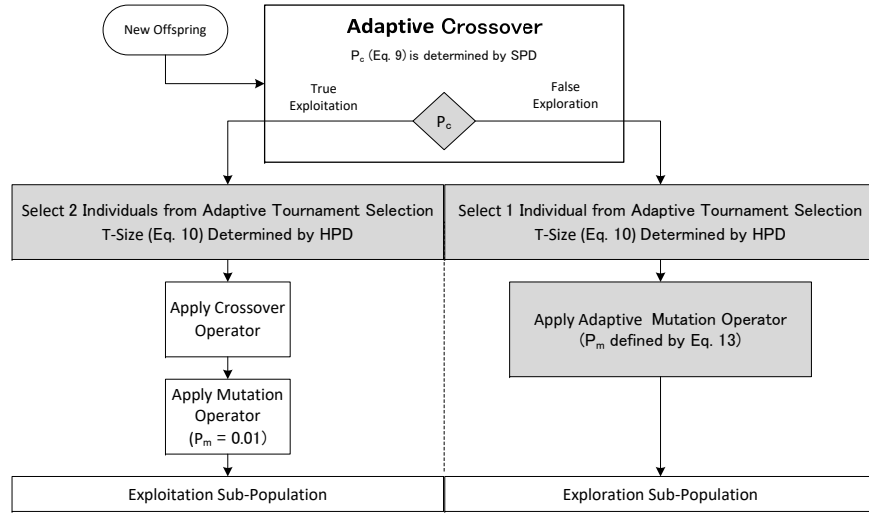 New Offspring
Adaptive Crossover
Pc (Eq. 9) is determined by SPD
True
Exploitation
False
Exploration
Pc
Select 2 Individuals from Adaptive Tournament Selection
T-Size (Eq. 10) Determined by HPD
Select 1 Individual from Adaptive Tournament Selection
T-Size (Eq. 10) Determined by HPD
Apply Crossover
Operator
Apply Adaptive Mutation Operator
(Pm defined by Eq. 13)
Apply Mutation
Operator
(Pm = 0.01)
Exploitation Sub-Population
Exploration Sub-Population